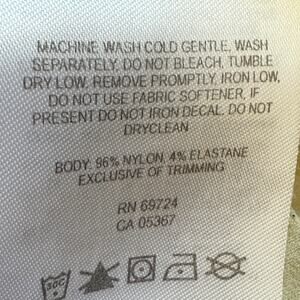 MACHINE WASH COLD GENTLE, WASH
SEPARATELY, DO NOT BLEACH, TUMBLE
DRY LOW, REMOVE PROMPTLY, IRON LOW,
DO NOT USE FABRIC SOFTENER, IF
PRESENT DO NOT IRON DECAL, DO NOT
DRYCLEAN
BODY: 96% NYLON, 4% ELASTANE
EXCLUSIVE OF TRIMMING
RN 69724
CA 05367
30C